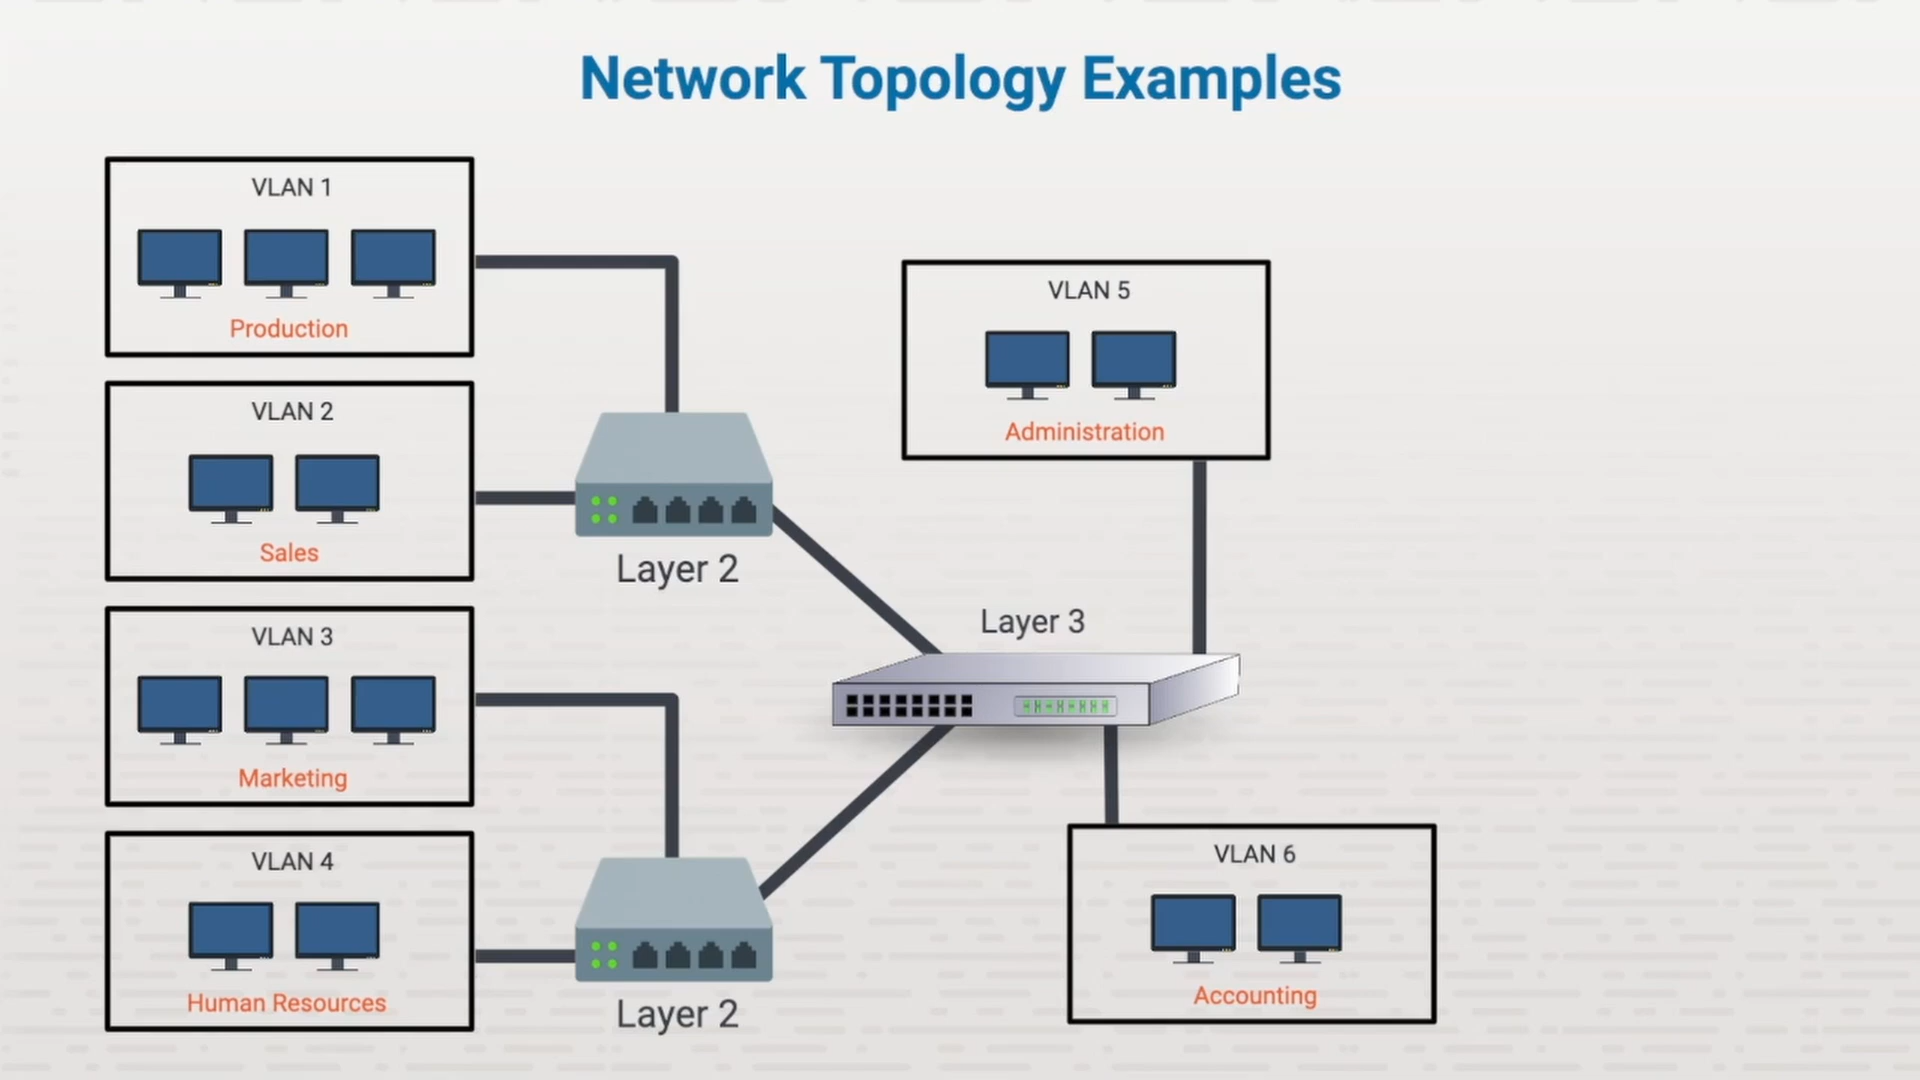 Network Topology Examples
VLAN 1
Production
VLAN 2
Sales
VLAN 3
Marketing
VLAN 4
Human Resources
Layer 2
Layer 2
Layer 3
VLAN 5
Administration
VLAN 6
Accounting